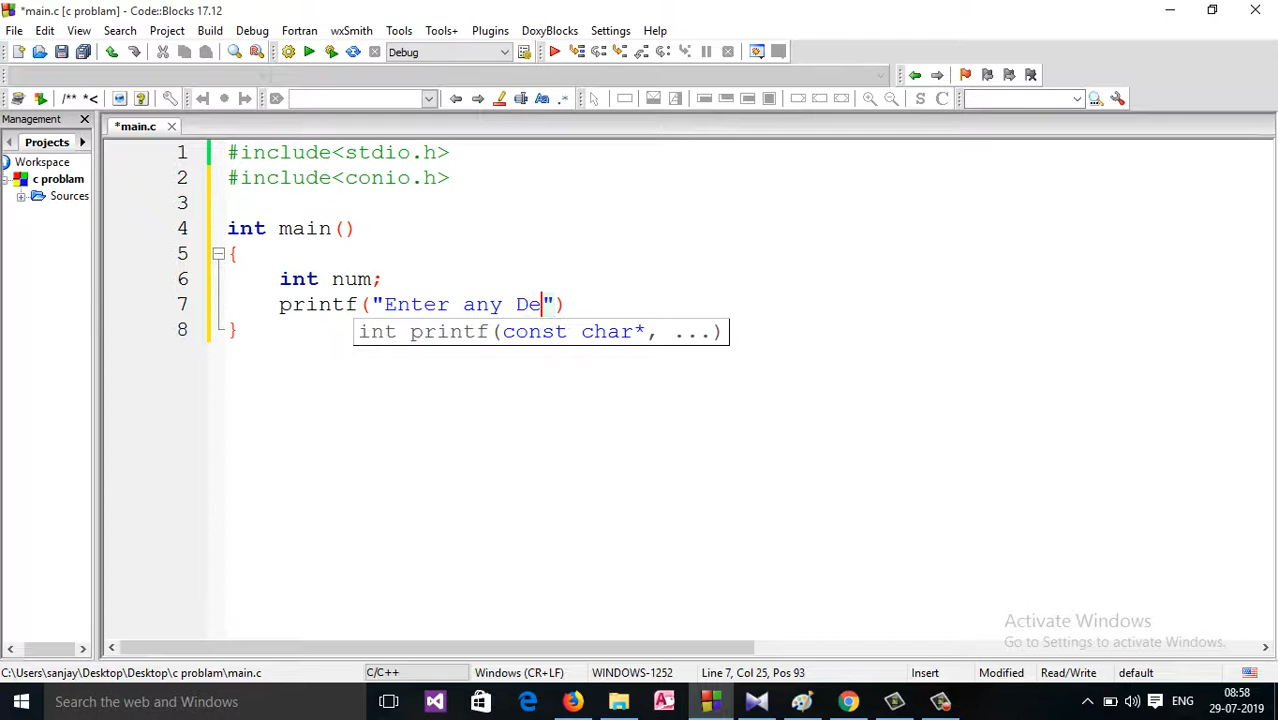 *main.c [c problam] - Code::Blocks 17.12
File Edit View Search Project Build Debug Fortran wxSmith Tools Tools+ Plugins DoxyBlocks Settings Help
Debug
/** *<
S C
Management
*main.c
Projects
Workspace
c problam
Sources
1 #include<stdio.h>
2 #include<conio.h>
3
4 int main()
5 {
6 int num;
7 printf("Enter any De")
8 }
int printf(const char*, ...)
Activate Windows
Go to Settings to activate Windows.
C:\Users\sanjay\Desktop\Desktop\c problam\main.c C/C++ Windows (CR+LF) WINDOWS-1252 Line 7, Col 25, Pos 93 Insert Modified Read/Write default
Search the web and Windows
ENG
08:58
29-07-2019